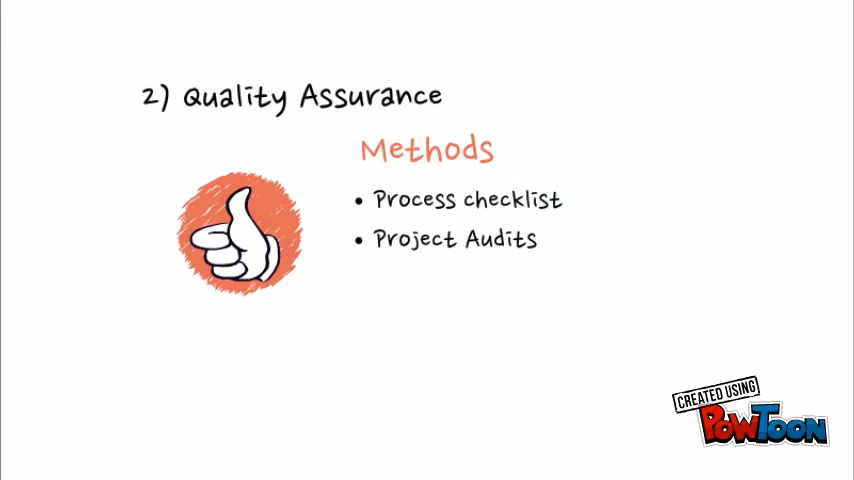 2) Quality Assurance
Methods
• Process checklist
• Project Audits
CREATED USING
POWTOON